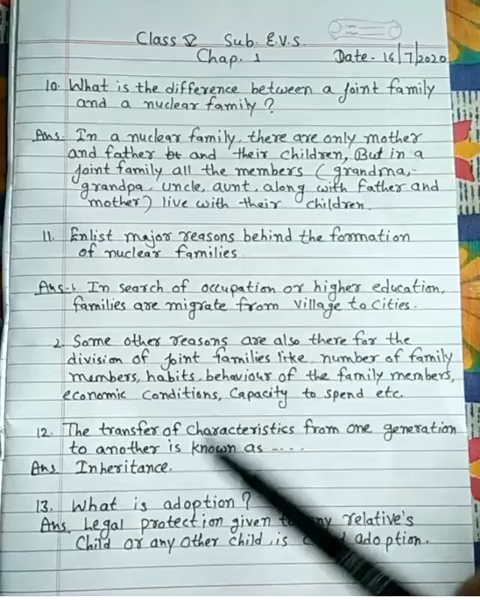 Class V Sub. E.V.S.
Chap. 1 Date- 16/7/2020
10. What is the difference between a Joint family
and a nuclear family?
Ans. In a nuclear family, there are only mother
and father and their children, But in a
Joint family all the members (grandma,
grandpa, uncle, aunt, along with father and
mother) live with their children.
11. Enlist major reasons behind the formation
of nuclear families.
Ans.1. In search of occupation or higher education,
families are migrate from village to cities.
2. Some other reasons are also there for the
division of joint families like, number of family
members, habits, behaviour of the family members,
economic conditions, capacity to spend etc.
12. The transfer of characteristics from one generation
to another is known as ----
Ans Inheritance.
13. What is adoption?
Ans. Legal protection given relative's
Child or any other child, is adoption.